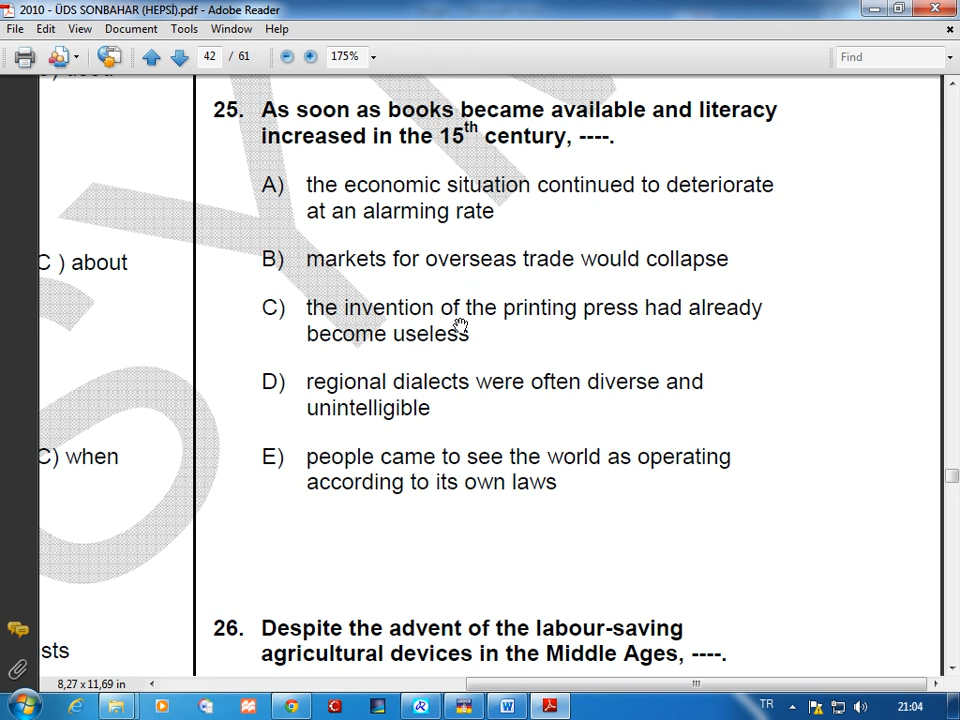 2010 - ÜDS SONBAHAR (HEPSİ).pdf - Adobe Reader
File Edit View Document Tools Window Help
42 / 61 175% Find
C ) about
C) when
sts
25. As soon as books became available and literacy
increased in the 15th century, ----.
A) the economic situation continued to deteriorate
at an alarming rate
B) markets for overseas trade would collapse
C) the invention of the printing press had already
become useless
D) regional dialects were often diverse and
unintelligible
E) people came to see the world as operating
according to its own laws
26. Despite the advent of the labour-saving
agricultural devices in the Middle Ages, ----.
8,27 x 11,69 in
TR 21:04